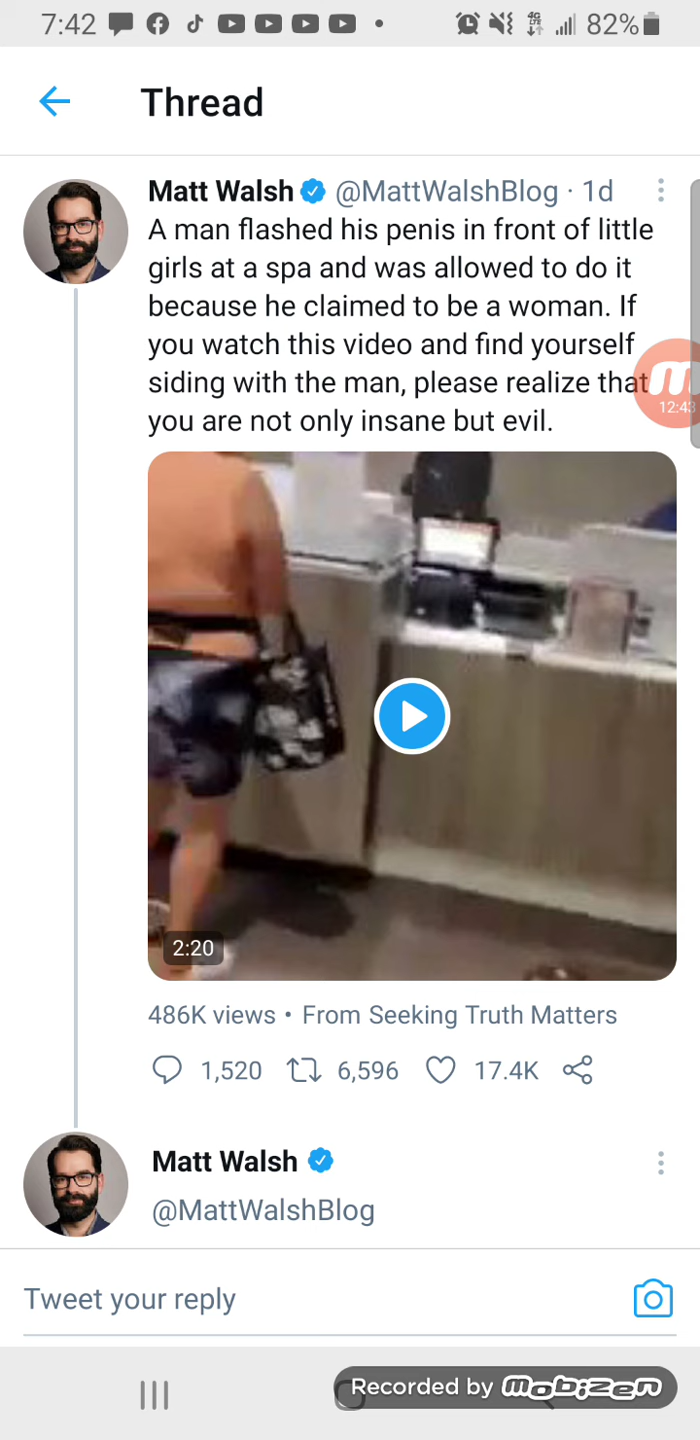 7:42 82%
Thread
Matt Walsh @MattWalshBlog · 1d
A man flashed his penis in front of little
girls at a spa and was allowed to do it
because he claimed to be a woman. If
you watch this video and find yourself
siding with the man, please realize that
you are not only insane but evil.
12:43
2:20
486K views • From Seeking Truth Matters
1,520 6,596 17.4K
Matt Walsh
@MattWalshBlog
Tweet your reply
Recorded by mobizen